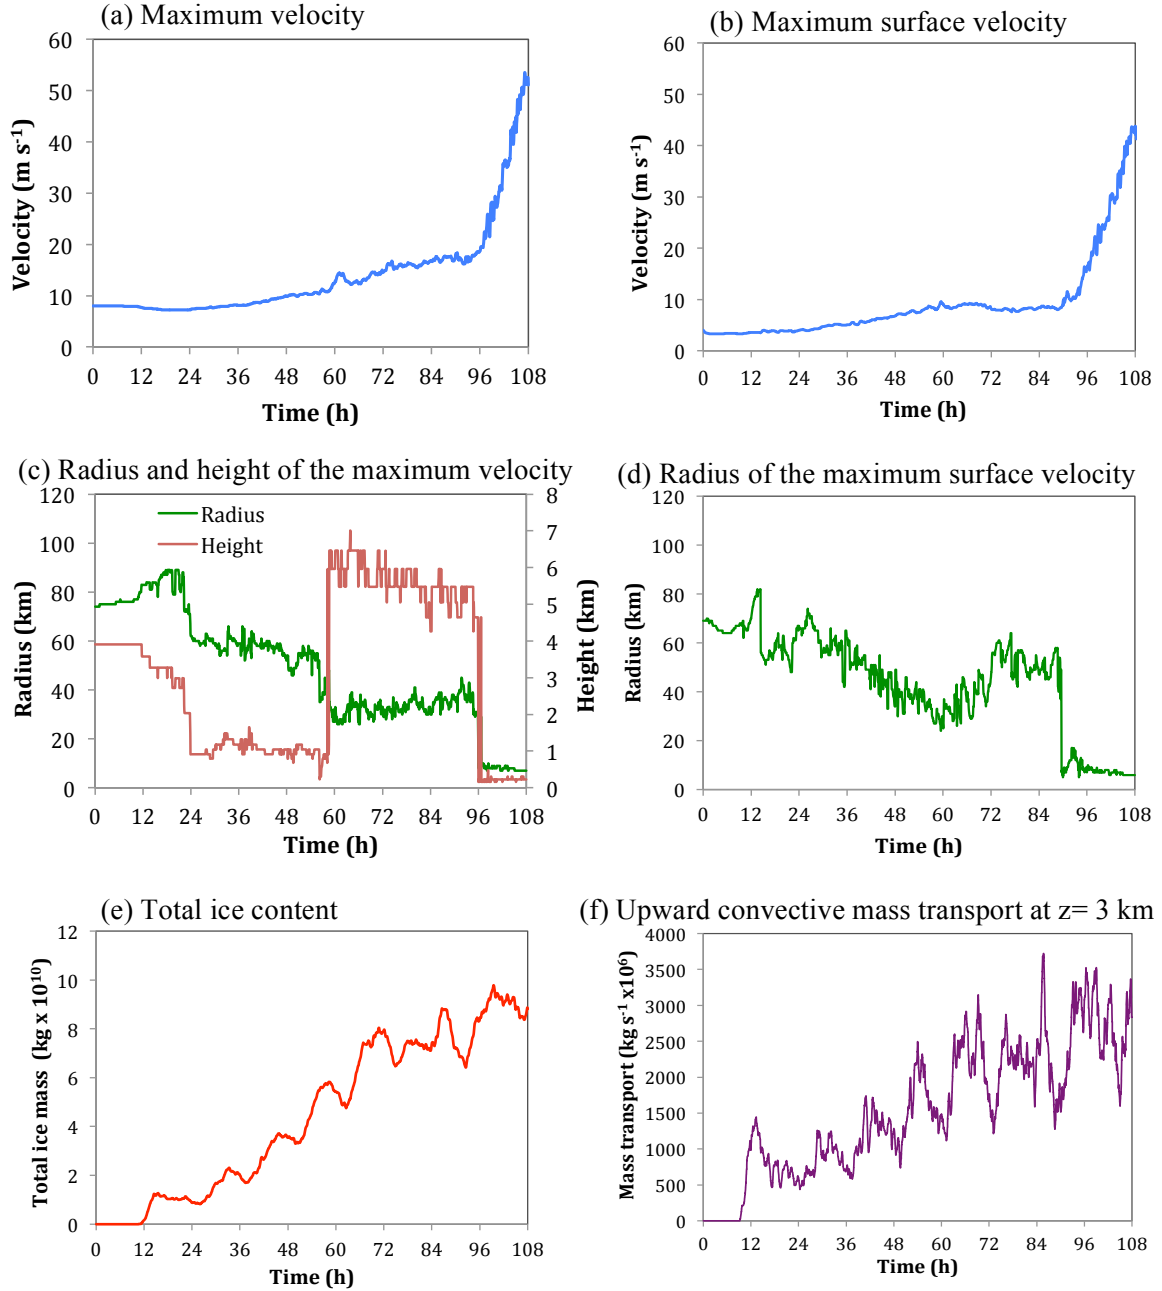 (a) Maximum velocity
60
50
40
30
20
10
0
Velocity (m s-1)
0 12 24 36 48 60 72 84 96 108
Time (h)
(b) Maximum surface velocity
60
50
40
30
20
10
0
Velocity (m s-1)
0 12 24 36 48 60 72 84 96 108
Time (h)
(c) Radius and height of the maximum velocity
120
100
80
60
40
20
0
Radius (km)
Radius
Height
8
7
6
5
4
3
2
1
0
Height (km)
0 12 24 36 48 60 72 84 96 108
Time (h)
(d) Radius of the maximum surface velocity
120
100
80
60
40
20
0
Radius (km)
0 12 24 36 48 60 72 84 96 108
Time (h)
(e) Total ice content
12
10
8
6
4
2
0
Total ice mass (kg x 10¹⁰)
0 12 24 36 48 60 72 84 96 108
Time (h)
(f) Upward convective mass transport at z= 3 km
4000
3500
3000
2500
2000
1500
1000
500
0
Mass transport (kg s-1 x10⁶)
0 12 24 36 48 60 72 84 96 108
Time (h)